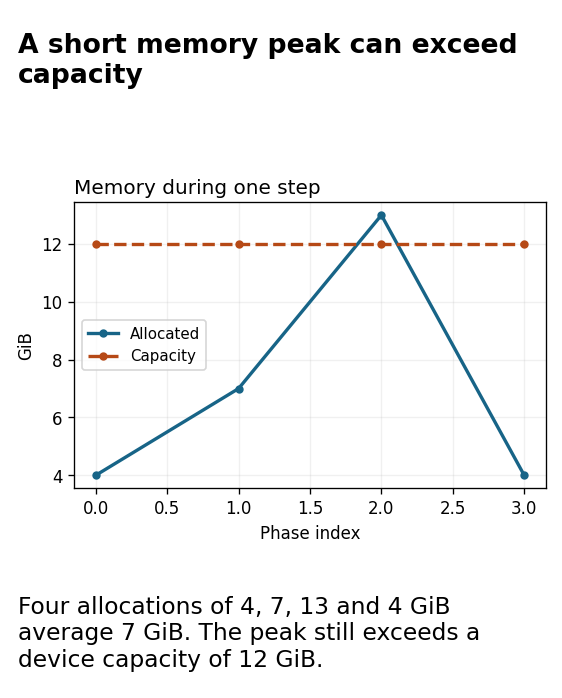 A short memory peak can exceed
capacity
Memory during one step
12
10
8
6
4
GiB
Allocated
Capacity
0.0 0.5 1.0 1.5 2.0 2.5 3.0
Phase index
Four allocations of 4, 7, 13 and 4 GiB
average 7 GiB. The peak still exceeds a
device capacity of 12 GiB.